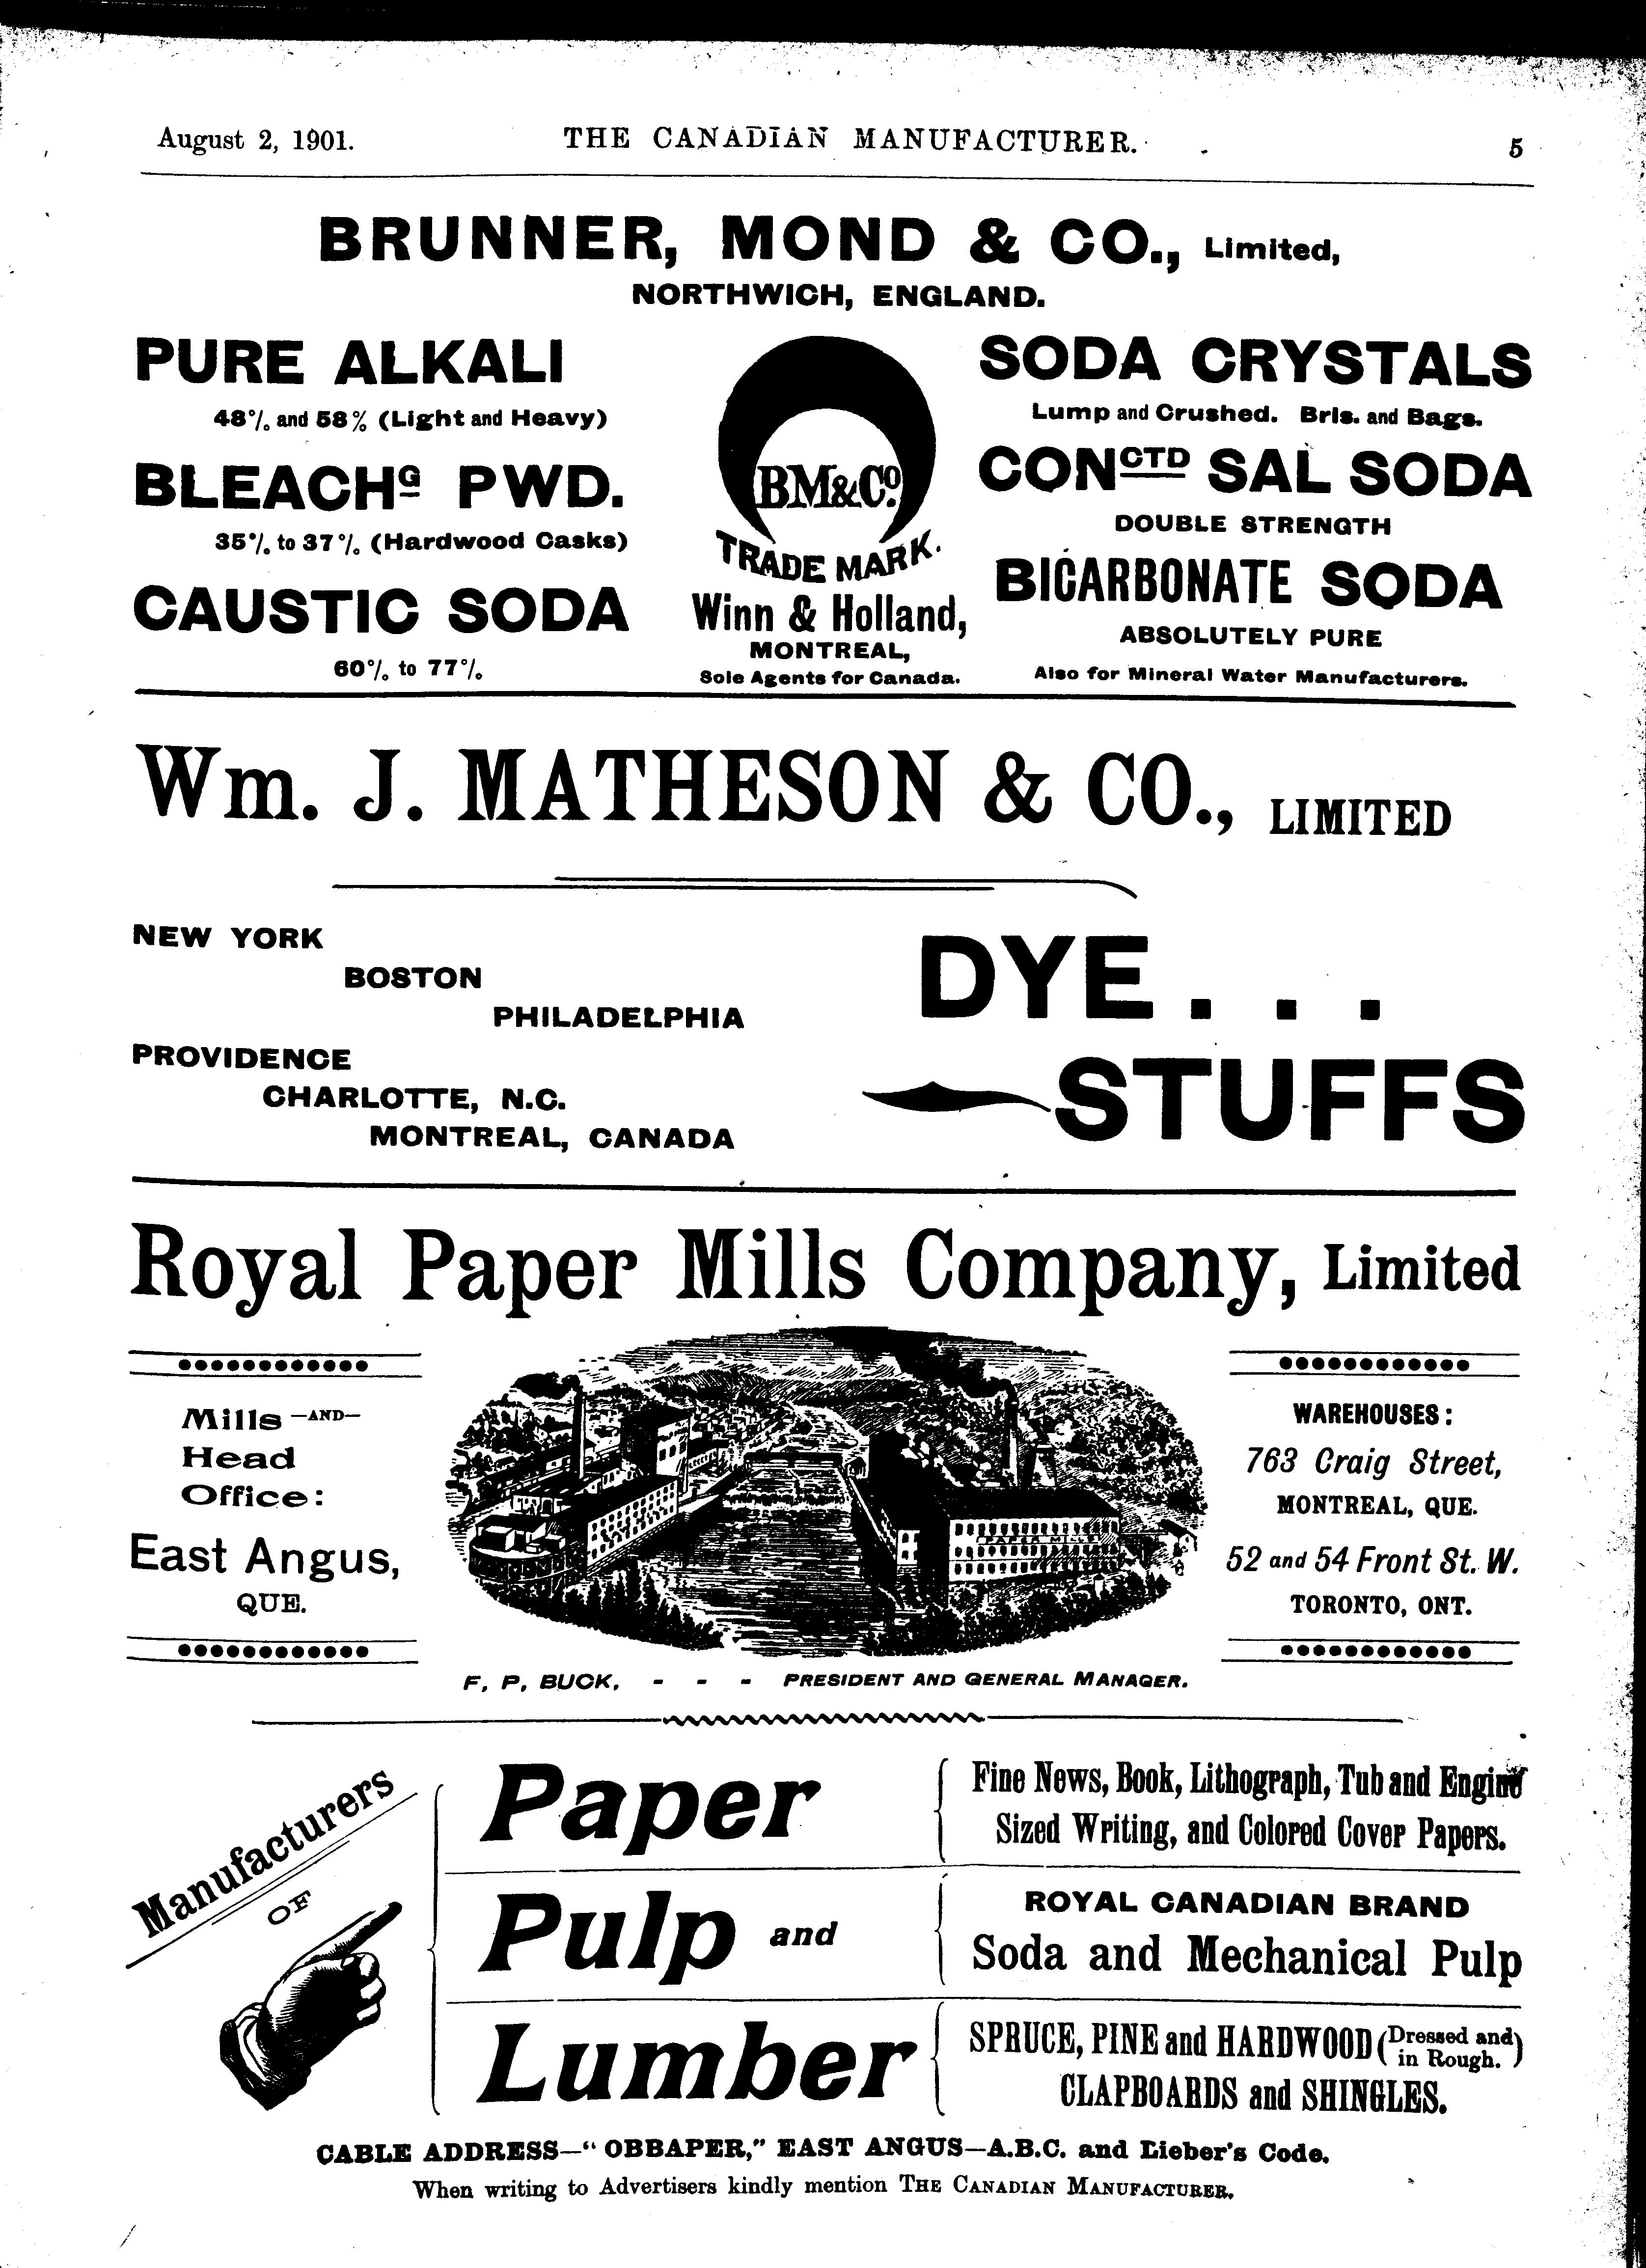 August 2, 1901.
THE CANADIAN MANUFACTURER.
5
BRUNNER, MOND & CO., Limited,
NORTHWICH, ENGLAND.
PURE ALKALI
48°/. and 58% (Light and Heavy)
BLEACHG PWD.
35°/. to 37°/. (Hardwood Casks)
CAUSTIC SODA
60°/. to 77°/.
BM&Co.
TRADE MARK.
Winn & Holland,
MONTREAL,
Sole Agents for Canada.
SODA CRYSTALS
Lump and Crushed. Brls. and Bags.
CONCTD SAL SODA
DOUBLE STRENGTH
BICARBONATE SODA
ABSOLUTELY PURE
Also for Mineral Water Manufacturers.
Wm. J. MATHESON & CO., LIMITED
NEW YORK
BOSTON
PHILADELPHIA
PROVIDENCE
CHARLOTTE, N.C.
MONTREAL, CANADA
DYE . . .
STUFFS
Royal Paper Mills Company, Limited
Mills —AND—
Head
Office:
East Angus,
QUE.
WAREHOUSES:
763 Craig Street,
MONTREAL, QUE.
52 and 54 Front St. W.
TORONTO, ONT.
F. P. BUCK, - - - PRESIDENT AND GENERAL MANAGER.
Manufacturers
OF
Paper
Fine News, Book, Lithograph, Tub and Engine
Sized Writing, and Colored Cover Papers.
Pulp and
ROYAL CANADIAN BRAND
Soda and Mechanical Pulp
Lumber
SPRUCE, PINE and HARDWOOD (Dressed and
in Rough.)
CLAPBOARDS and SHINGLES.
CABLE ADDRESS—“OBBAPER,” EAST ANGUS—A.B.C. and Lieber's Code.
When writing to Advertisers kindly mention THE CANADIAN MANUFACTURER.